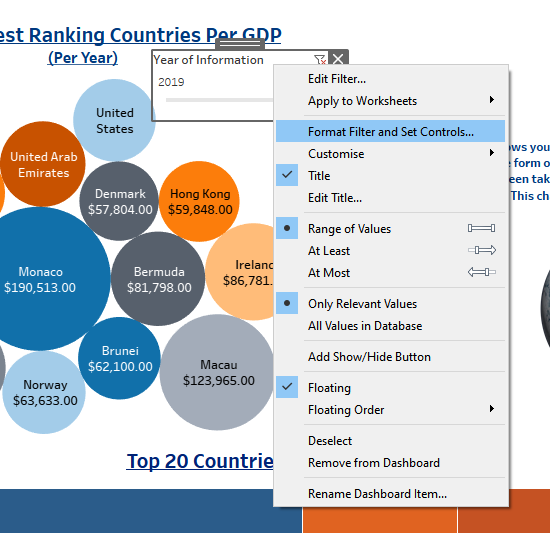 est Ranking Countries Per GDP
(Per Year)
Year of Information
2019
United
States
United Arab
Emirates
Denmark
$57,804.00
Hong Kong
$59,848.00
Monaco
$190,513.00
Bermuda
$81,798.00
Ireland
$86,781.
Brunei
$62,100.00
Macau
$123,965.00
Norway
$63,633.00
Top 20 Countrie
Edit Filter...
Apply to Worksheets
Format Filter and Set Controls...
Customise
Title
Edit Title...
Range of Values
At Least
At Most
Only Relevant Values
All Values in Database
Add Show/Hide Button
Floating
Floating Order
Deselect
Remove from Dashboard
Rename Dashboard Item...
ows you
form o
een tak
This ch